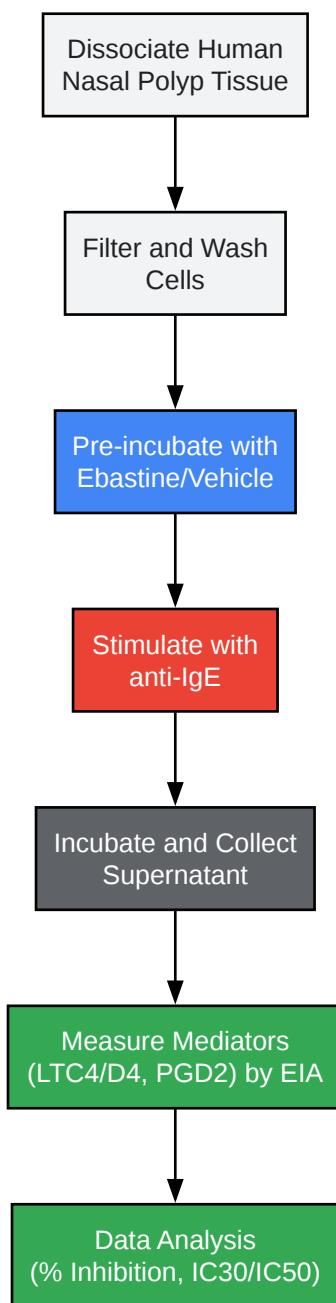 Dissociate Human
Nasal Polyp Tissue
Filter and Wash
Cells
Pre-incubate with
Ebastine/Vehicle
Stimulate with
anti-IgE
Incubate and Collect
Supernatant
Measure Mediators
(LTC4/D4, PGD2) by EIA
Data Analysis
(% Inhibition, IC30/IC50)